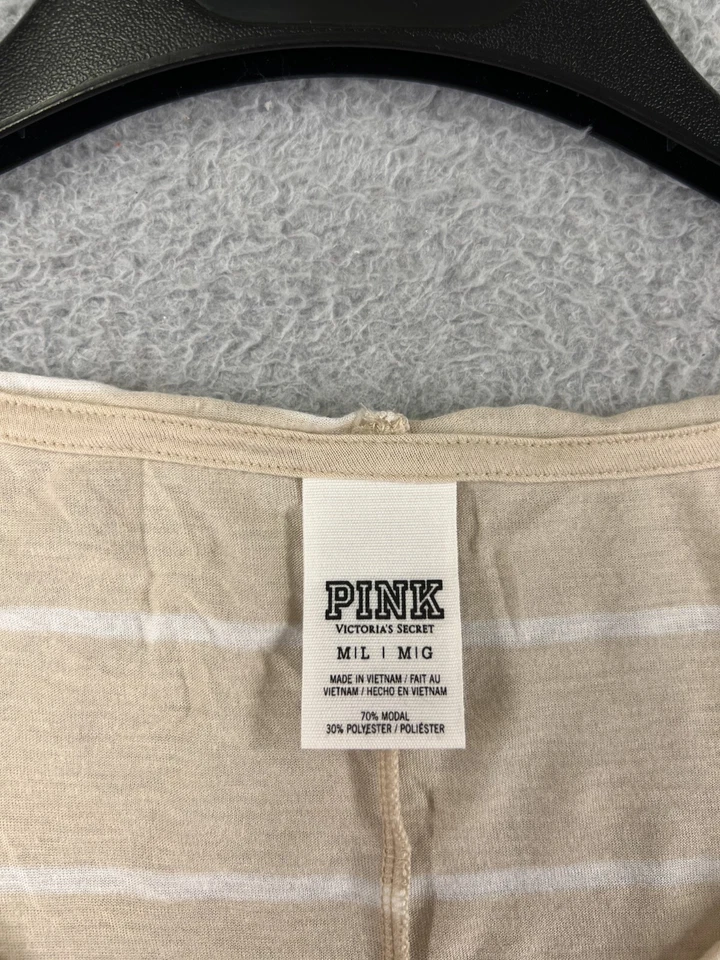 PINK
VICTORIA'S SECRET
M|L | M|G
MADE IN VIETNAM / FAIT AU
VIETNAM / HECHO EN VIETNAM
70% MODAL
30% POLYESTER / POLIÉSTER